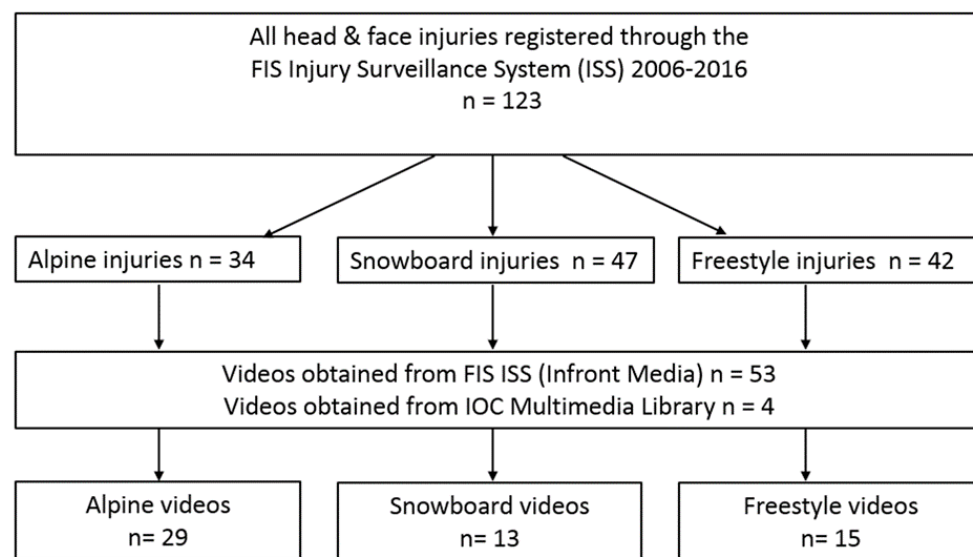 All head & face injuries registered through the
FIS Injury Surveillance System (ISS) 2006-2016
n = 123
Alpine injuries n = 34
Snowboard injuries n = 47
Freestyle injuries n = 42
Videos obtained from FIS ISS (Infront Media) n = 53
Videos obtained from IOC Multimedia Library n = 4
Alpine videos
n= 29
Snowboard videos
n= 13
Freestyle videos
n= 15